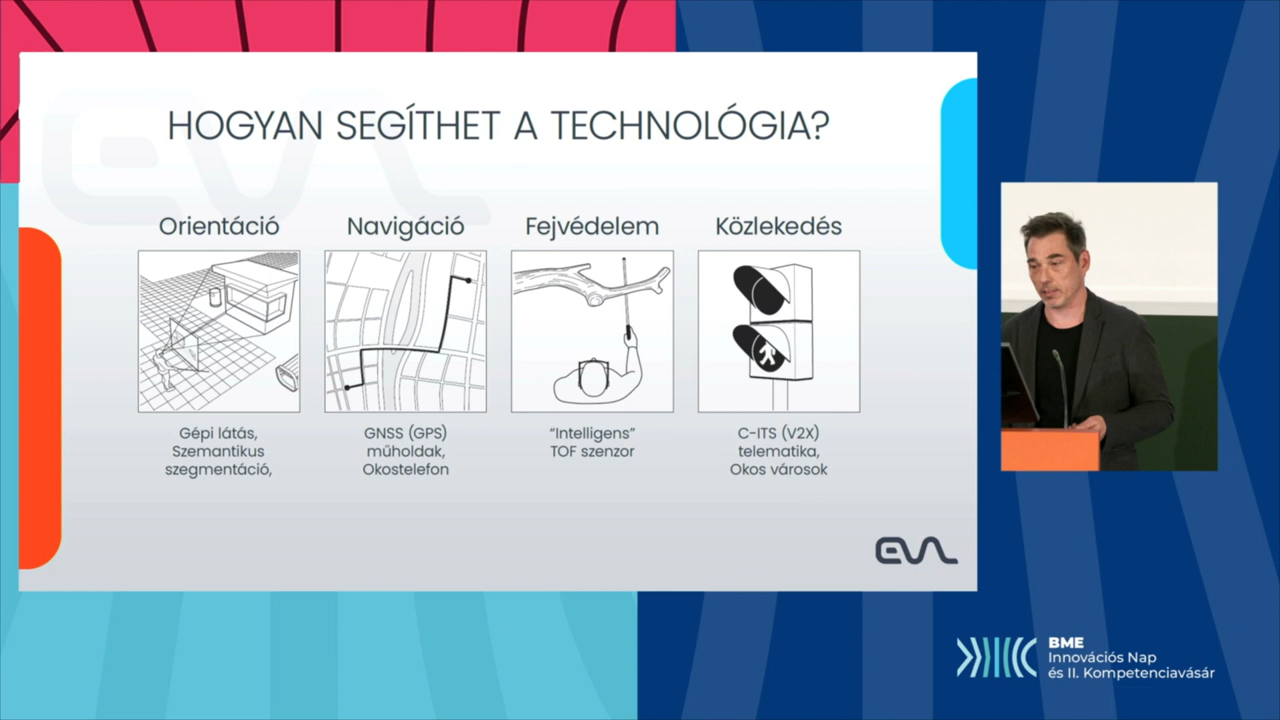 HOGYAN SEGÍTHET A TECHNOLÓGIA?
Orientáció
Gépi látás,
Szemantikus
szegmentáció,
Navigáció
GNSS (GPS)
műholdak,
Okostelefon
Fejvédelem
“Intelligens”
TOF szenzor
Közlekedés
C-ITS (V2X)
telematika,
Okos városok
EVA
BME
Innovációs Nap
és II. Kompetenciavásár